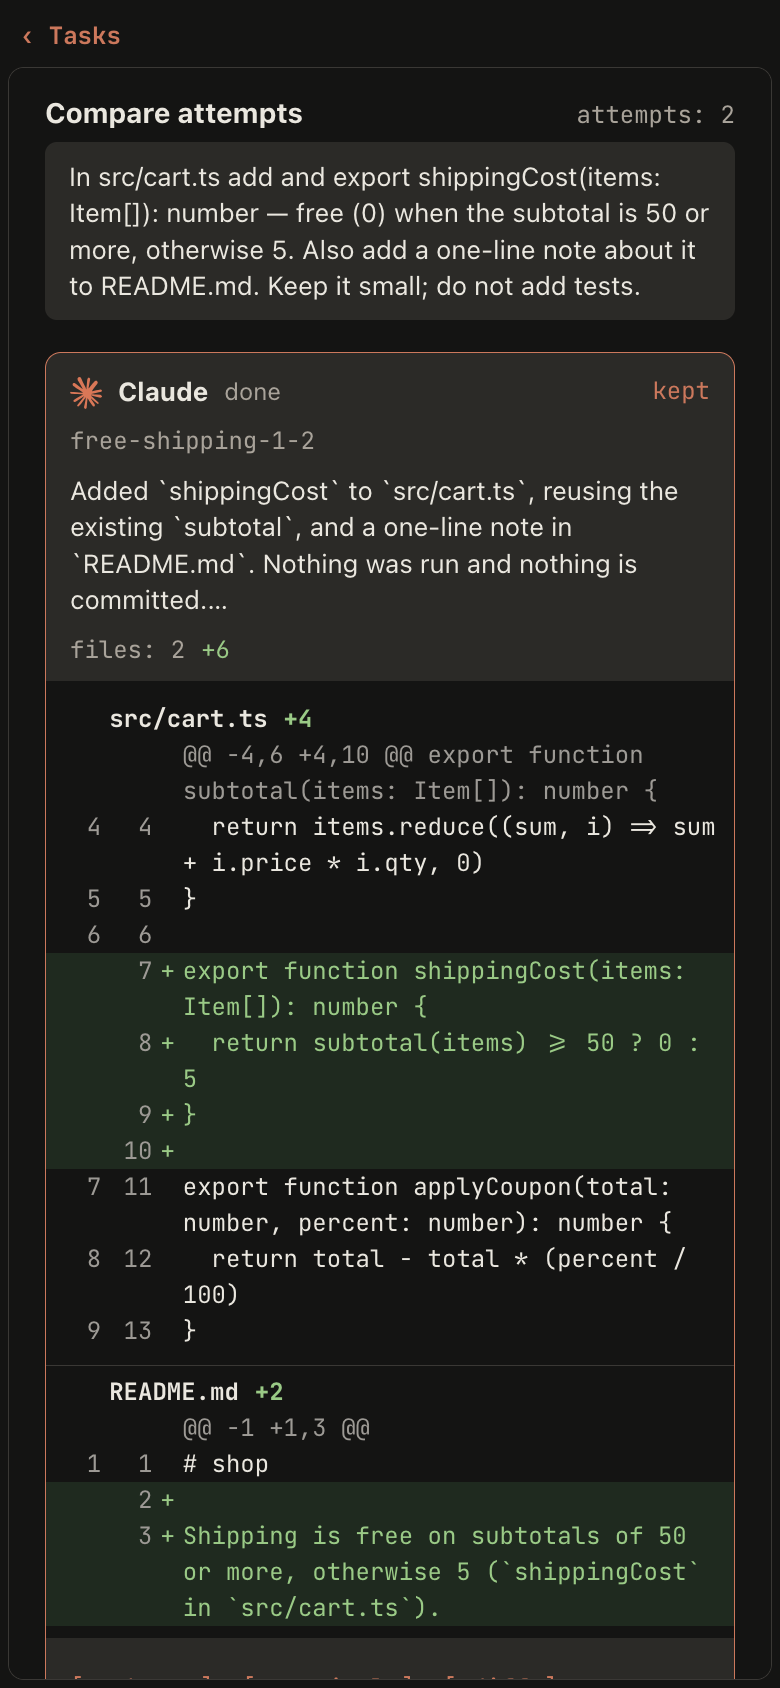 ‹ Tasks
Compare attempts
attempts: 2
In src/cart.ts add and export shippingCost(items:
Item[]): number — free (0) when the subtotal is 50 or
more, otherwise 5. Also add a one-line note about it
to README.md. Keep it small; do not add tests.
Claude done
kept
free-shipping-1-2
Added `shippingCost` to `src/cart.ts`, reusing the
existing `subtotal`, and a one-line note in
`README.md`. Nothing was run and nothing is
committed....
files: 2 +6
src/cart.ts +4
@@ -4,6 +4,10 @@ export function
subtotal(items: Item[]): number {
4 4   return items.reduce((sum, i) => sum
+ i.price * i.qty, 0)
5 5 }
6 6
7 + export function shippingCost(items:
Item[]): number {
8 +   return subtotal(items) >= 50 ? 0 :
5
9 + }
10 +
7 11 export function applyCoupon(total:
number, percent: number): number {
8 12   return total - total * (percent /
100)
9 13 }
README.md +2
@@ -1 +1,3 @@
1 1 # shop
2 +
3 + Shipping is free on subtotals of 50
or more, otherwise 5 (`shippingCost`
in `src/cart.ts`).